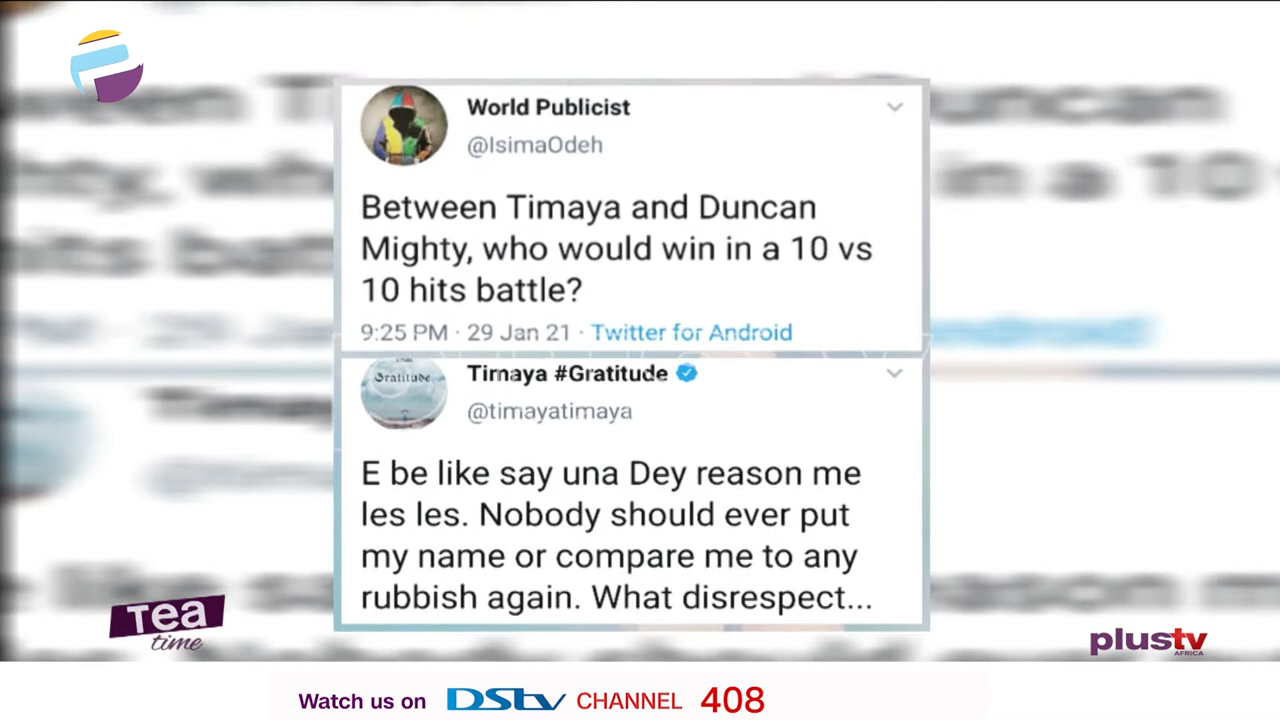 World Publicist
@IsimaOdeh
Between Timaya and Duncan
Mighty, who would win in a 10 vs
10 hits battle?
9:25 PM · 29 Jan 21 · Twitter for Android
Gratitude
Timaya #Gratitude
@timayatimaya
E be like say una Dey reason me
les les. Nobody should ever put
my name or compare me to any
rubbish again. What disrespect...
Tea
time
plustv
AFRICA
Watch us on DStv CHANNEL 408